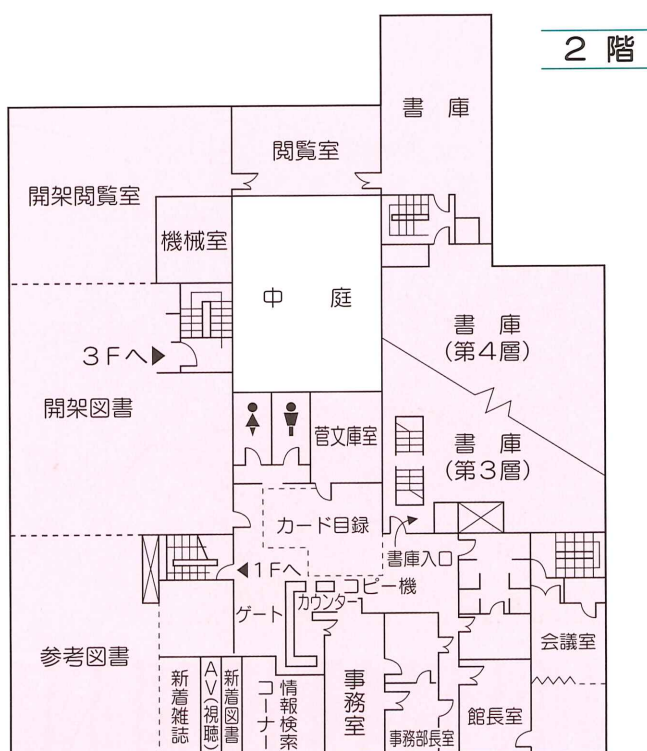 2 階
書 庫
閲覧室
開架閲覧室
機械室
中 庭
書 庫
(第4層)
3Fへ▶
開架図書
菅文庫室
書 庫
(第3層)
カード目録
書庫入口
◀1Fへ
コピー機
カウンター
ゲート
参考図書
会議室
新着雑誌
AV(視聴)
新着図書
情報検索
コーナー
事務室
事務部長室
館長室